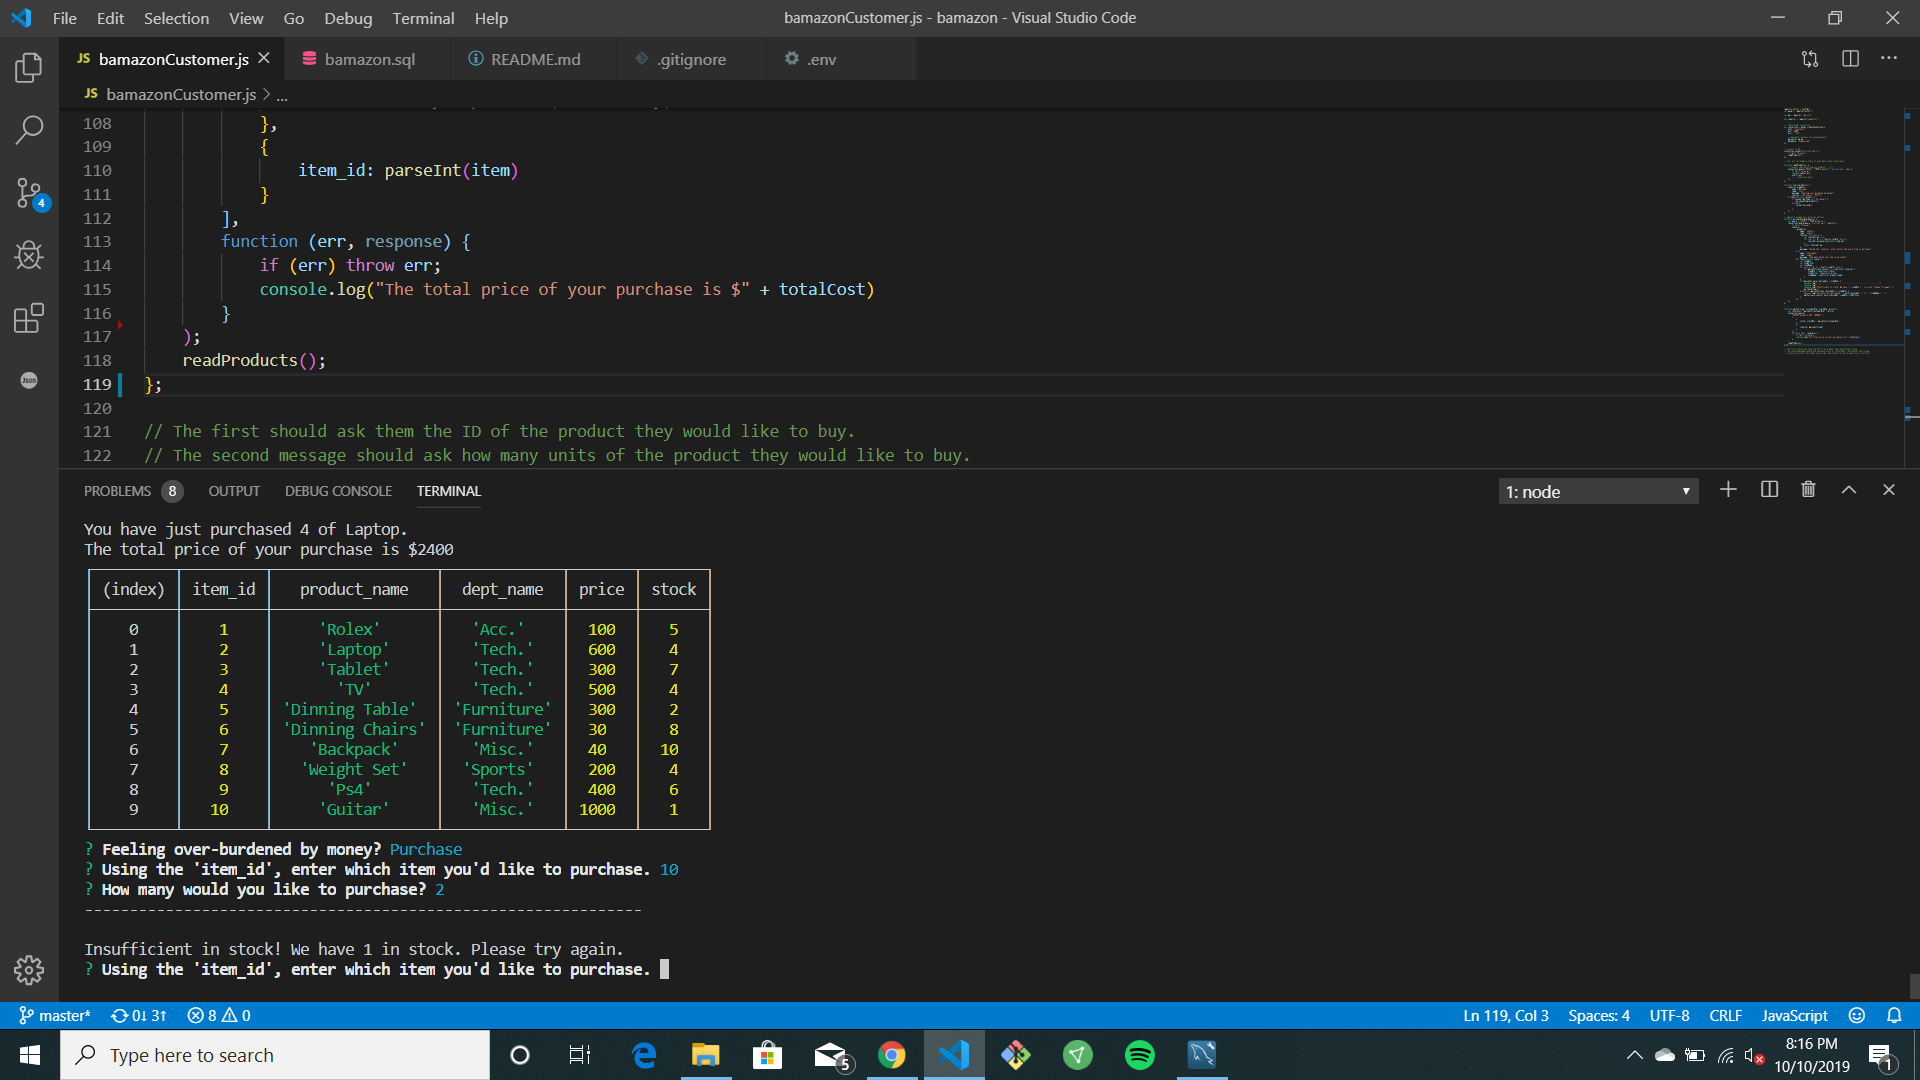 File Edit Selection View Go Debug Terminal Help
bamazonCustomer.js - bamazon - Visual Studio Code
JS bamazonCustomer.js
bamazon.sql
README.md
.gitignore
.env
JS bamazonCustomer.js > ...
108 },
109 {
110 item_id: parseInt(item)
111 }
112 ],
113 function (err, response) {
114 if (err) throw err;
115 console.log("The total price of your purchase is $" + totalCost)
116 }
117 );
118 readProducts();
119 };
120
121 // The first should ask them the ID of the product they would like to buy.
122 // The second message should ask how many units of the product they would like to buy.
4
Json
PROBLEMS 8 OUTPUT DEBUG CONSOLE TERMINAL
1: node
You have just purchased 4 of Laptop.
The total price of your purchase is $2400
(index) item_id product_name dept_name price stock
0 1 'Rolex' 'Acc.' 100 5
1 2 'Laptop' 'Tech.' 600 4
2 3 'Tablet' 'Tech.' 300 7
3 4 'TV' 'Tech.' 500 4
4 5 'Dinning Table' 'Furniture' 300 2
5 6 'Dinning Chairs' 'Furniture' 30 8
6 7 'Backpack' 'Misc.' 40 10
7 8 'Weight Set' 'Sports' 200 4
8 9 'Ps4' 'Tech.' 400 6
9 10 'Guitar' 'Misc.' 1000 1
? Feeling over-burdened by money? Purchase
? Using the 'item_id', enter which item you'd like to purchase. 10
? How many would you like to purchase? 2
--------------------------------------------------------------
Insufficient in stock! We have 1 in stock. Please try again.
? Using the 'item_id', enter which item you'd like to purchase.
master* 0↓ 3↑ 8 0
Ln 119, Col 3 Spaces: 4 UTF-8 CRLF JavaScript
Type here to search
5
8:16 PM
10/10/2019
1